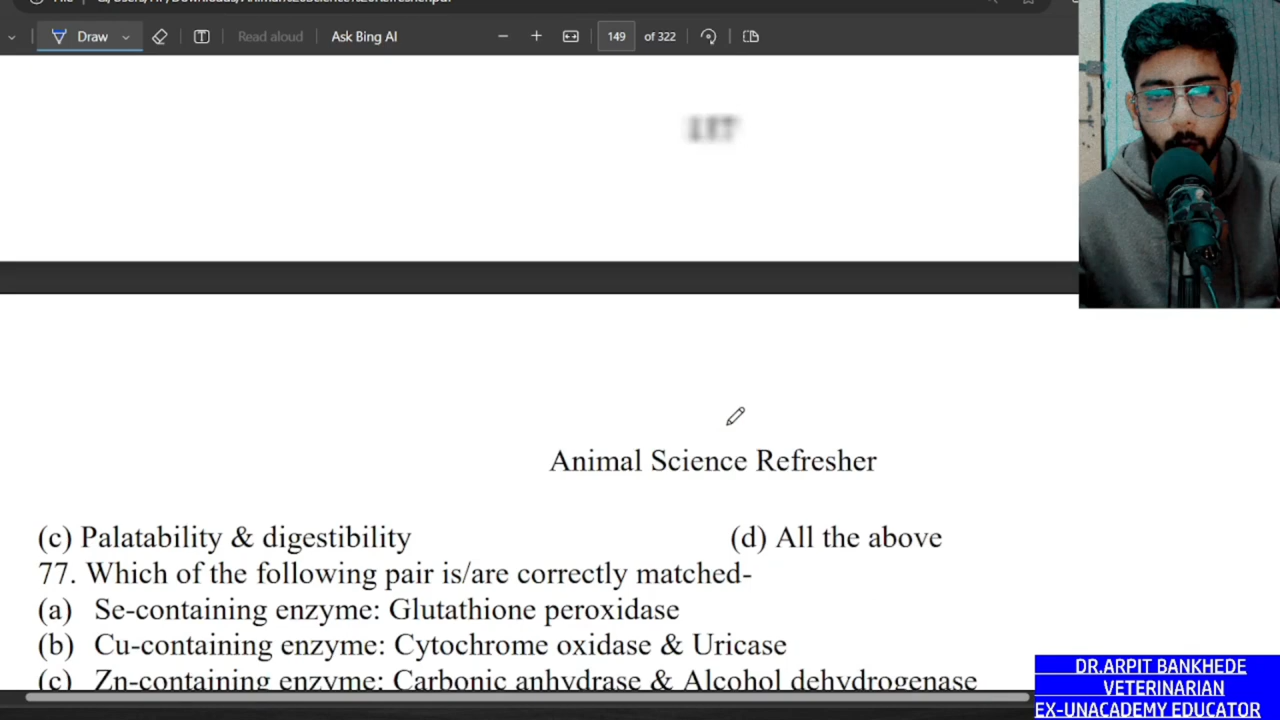 Draw
Read aloud
Ask Bing AI
149
of 322
Animal Science Refresher
(c) Palatability & digestibility (d) All the above
77. Which of the following pair is/are correctly matched-
(a) Se-containing enzyme: Glutathione peroxidase
(b) Cu-containing enzyme: Cytochrome oxidase & Uricase
(c) Zn-containing enzyme: Carbonic anhydrase & Alcohol dehydrogenase
DR.ARPIT BANKHEDE
VETERINARIAN
EX-UNACADEMY EDUCATOR